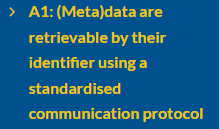 > A1: (Meta)data are
retrievable by their
identifier using a
standardised
communication protocol